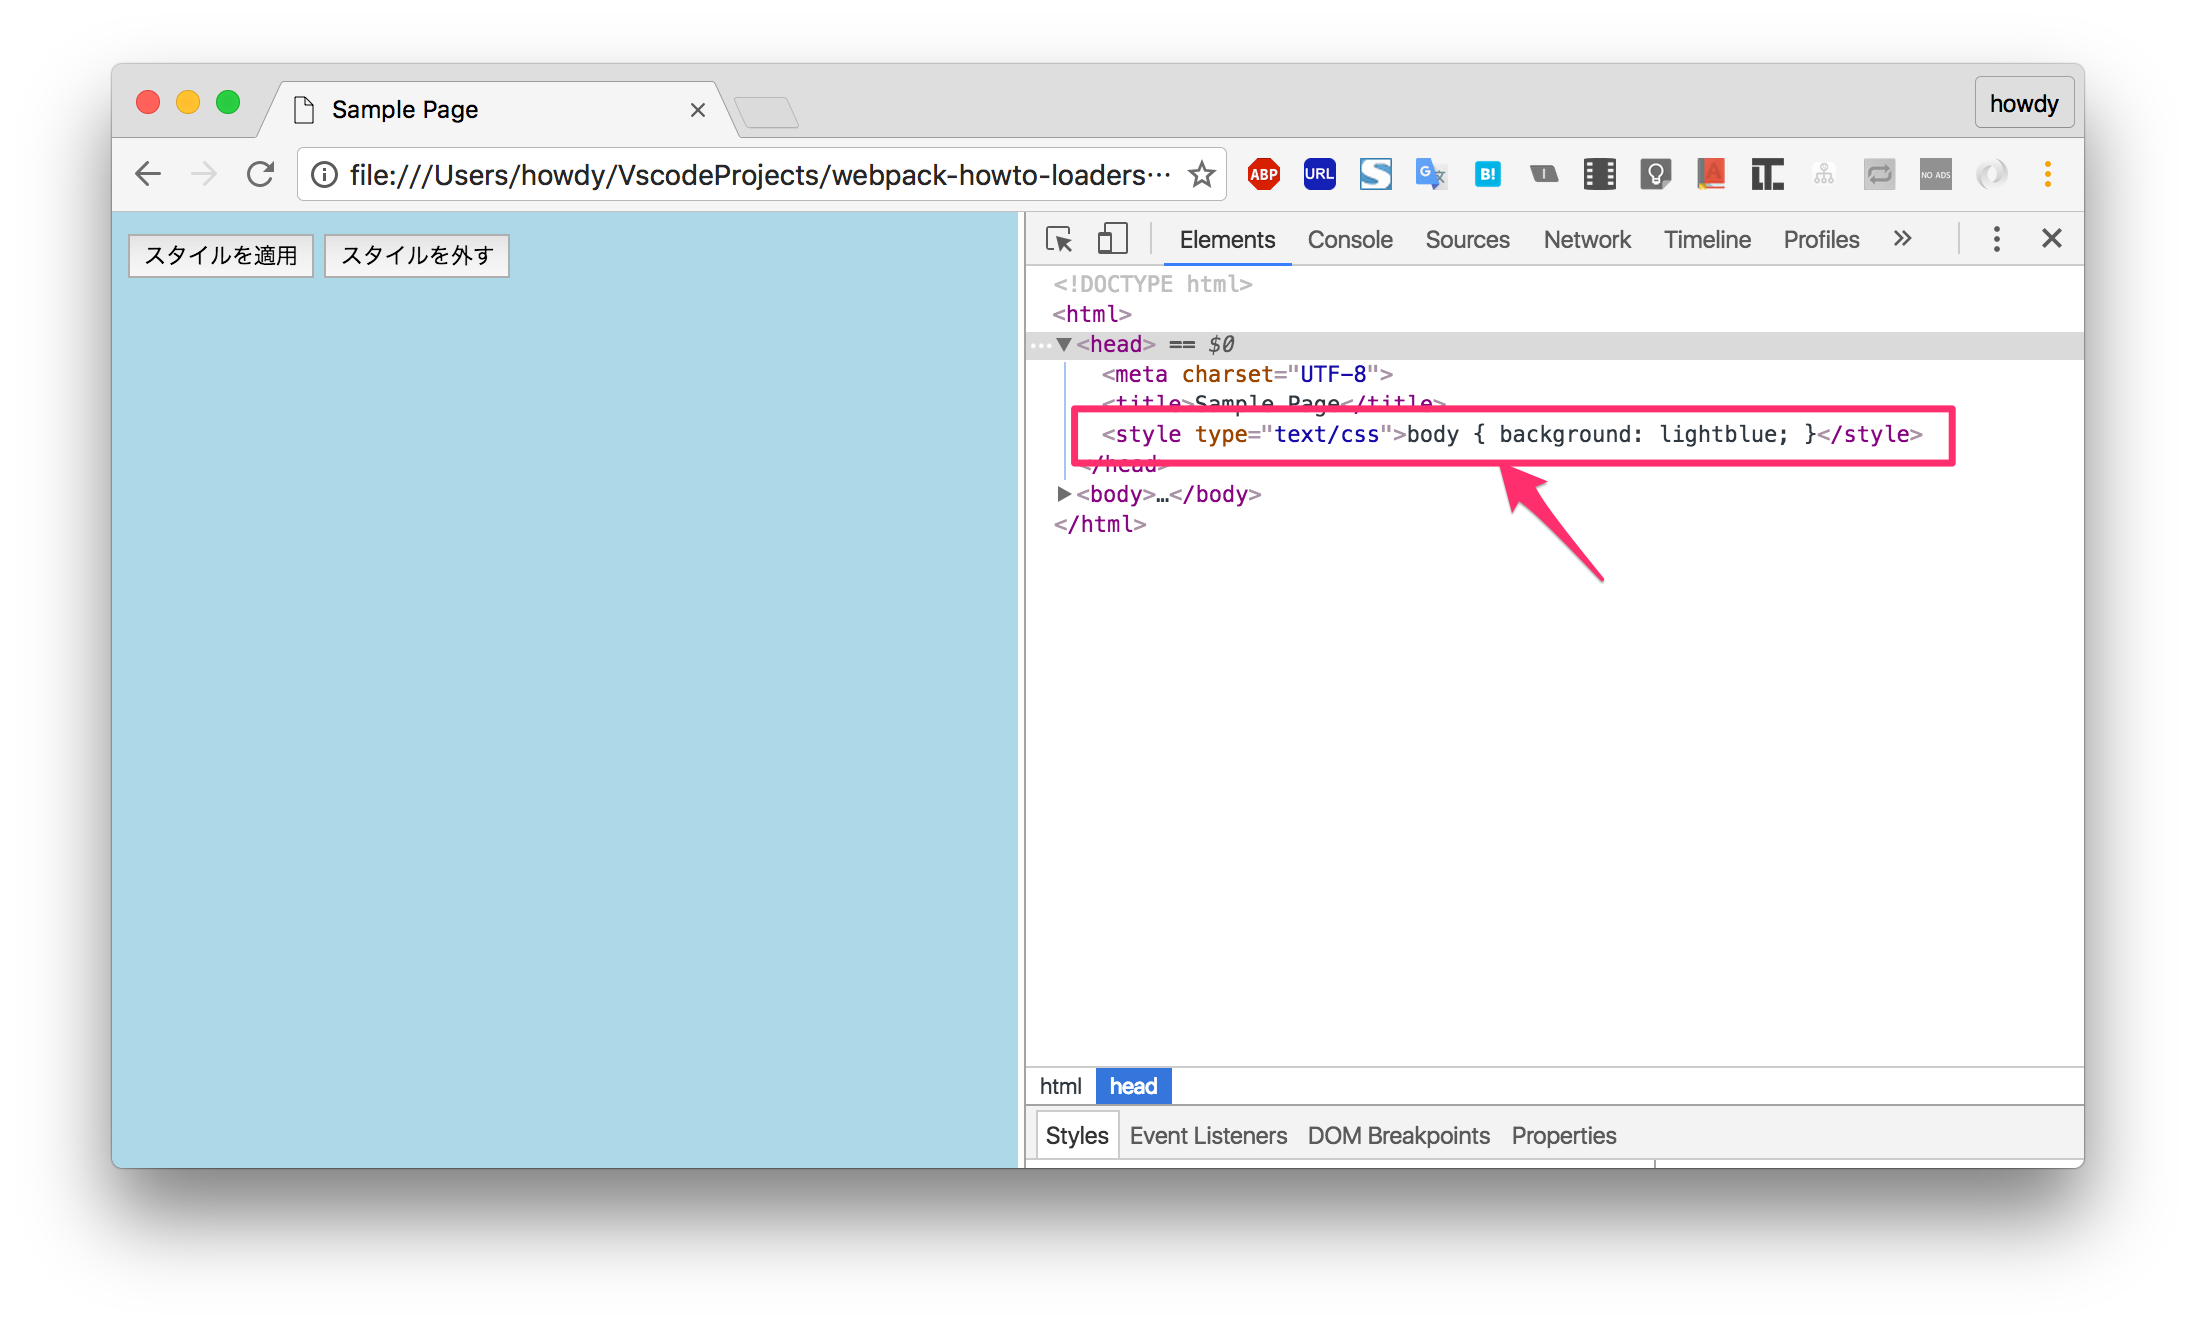 Sample Page
howdy
file:///Users/howdy/VscodeProjects/webpack-howto-loaders…
ABP
URL
S
G
B!
I
A
NO ADS
スタイルを適用 スタイルを外す
Elements Console Sources Network Timeline Profiles »
<!DOCTYPE html>
<html>
…▼<head> == $0
<meta charset="UTF-8">
<title>Sample Page</title>
<style type="text/css">body { background: lightblue; }</style>
</head>
▶<body>…</body>
</html>
html head
Styles Event Listeners DOM Breakpoints Properties